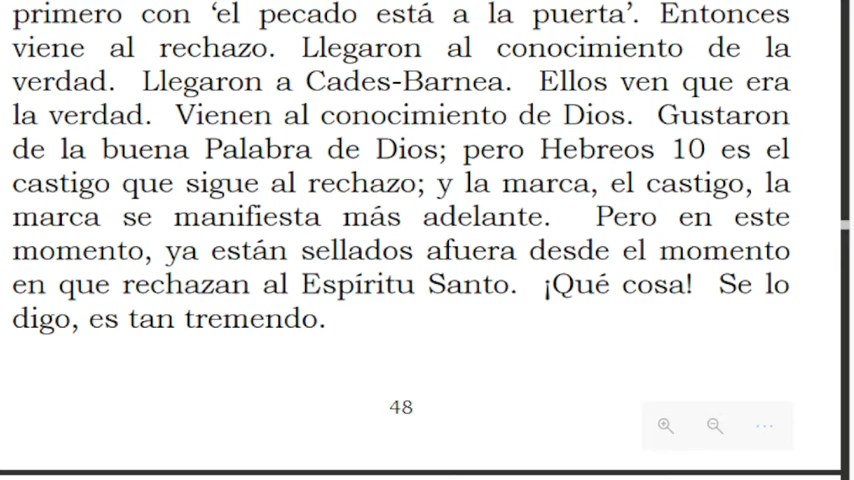 primero con ‘el pecado está a la puerta’. Entonces
viene al rechazo. Llegaron al conocimiento de la
verdad. Llegaron a Cades-Barnea. Ellos ven que era
la verdad. Vienen al conocimiento de Dios. Gustaron
de la buena Palabra de Dios; pero Hebreos 10 es el
castigo que sigue al rechazo; y la marca, el castigo, la
marca se manifiesta más adelante. Pero en este
momento, ya están sellados afuera desde el momento
en que rechazan al Espíritu Santo. ¡Qué cosa! Se lo
digo, es tan tremendo.
48